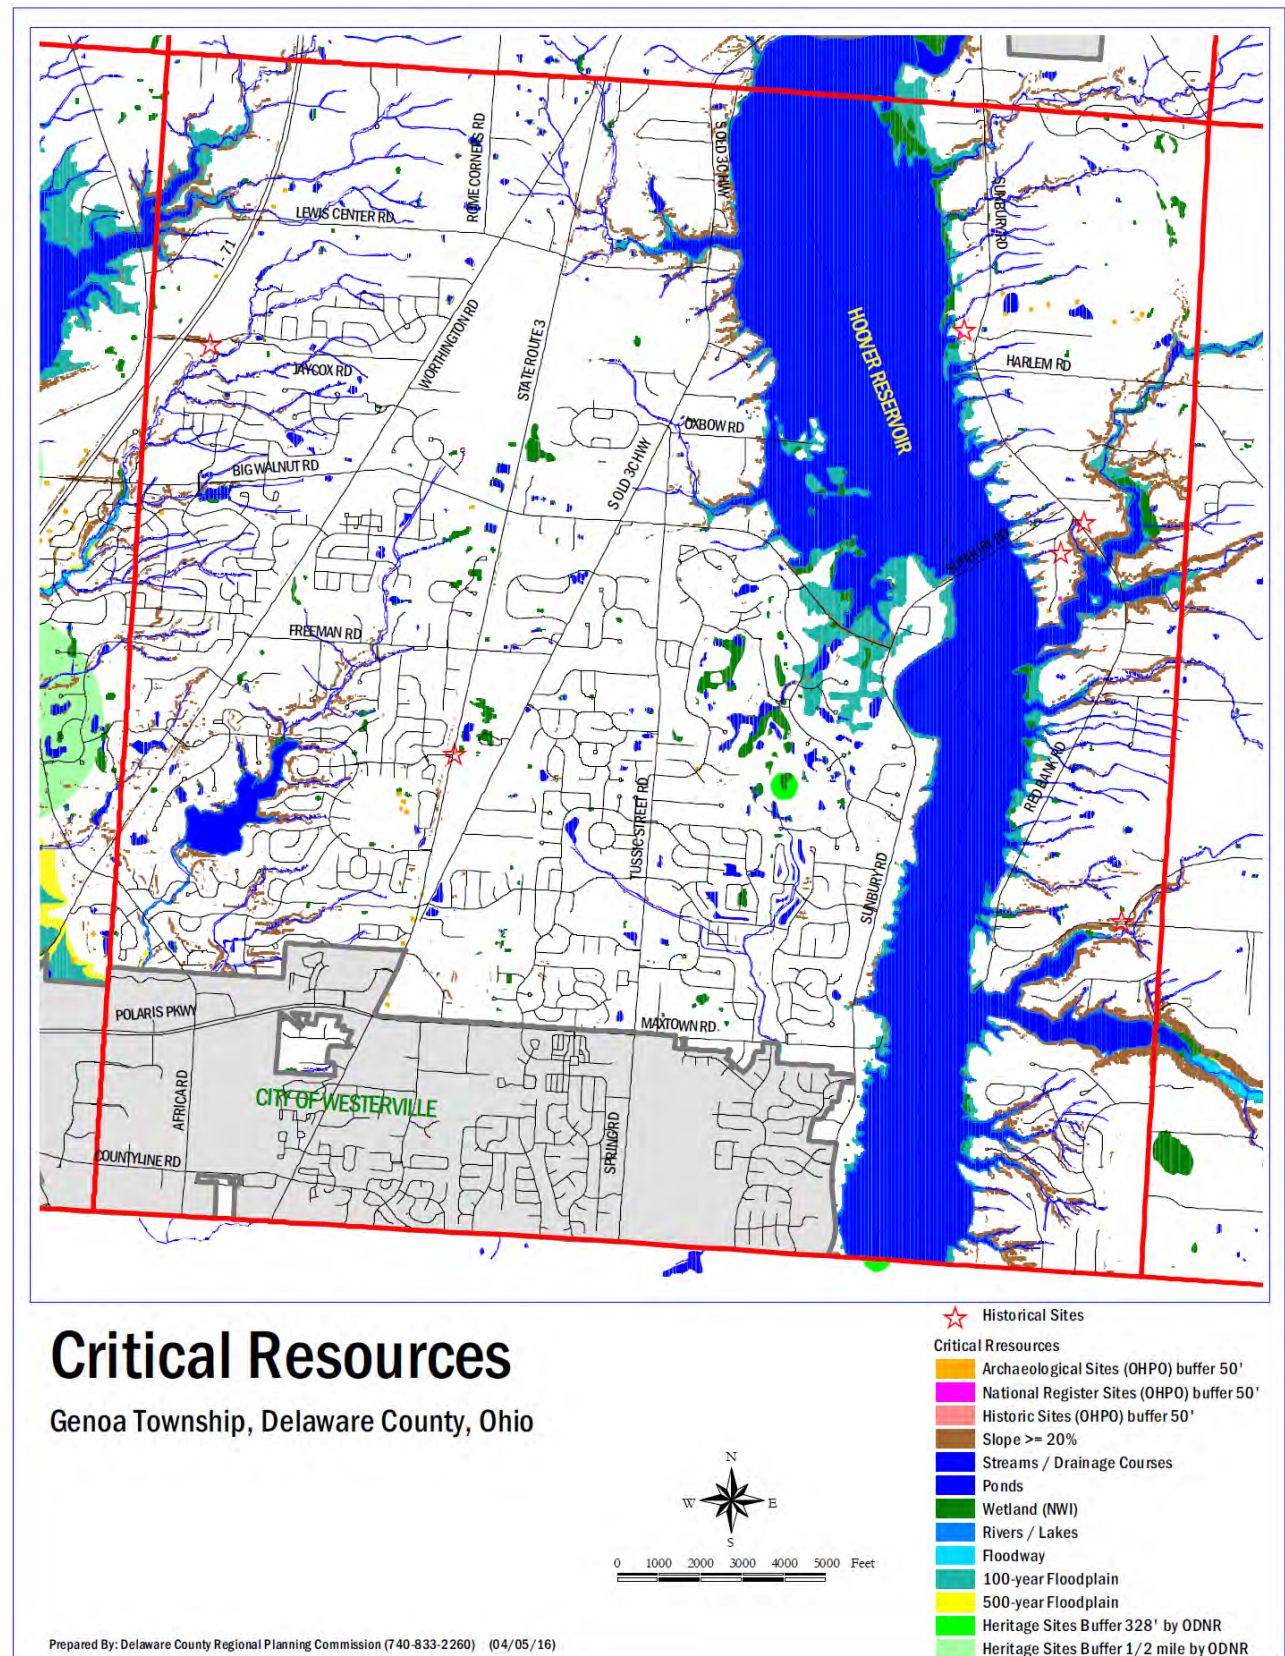 ROME CORNERS RD
S OLD 3C HWY
SUNBURY RD
LEWIS CENTER RD
I - 71
WORTHINGTON RD
STATE ROUTE 3
HOOVER RESERVOIR
HARLEM RD
JAYCOX RD
OXBOW RD
BIG WALNUT RD
S OLD 3C HWY
SUNBURY RD
FREEMAN RD
RED BANK RD
TUSSIC STREET RD
SUNBURY RD
POLARIS PKWY
MAXTOWN RD.
AFRICA RD
CITY OF WESTERVILLE
SPRING RD
COUNTYLINE RD
Critical Resources
Genoa Township, Delaware County, Ohio
N
W E
S
0 1000 2000 3000 4000 5000 Feet
Historical Sites
Critical Rresources
Archaeological Sites (OHPO) buffer 50'
National Register Sites (OHPO) buffer 50'
Historic Sites (OHPO) buffer 50'
Slope >= 20%
Streams / Drainage Courses
Ponds
Wetland (NWI)
Rivers / Lakes
Floodway
100-year Floodplain
500-year Floodplain
Heritage Sites Buffer 328' by ODNR
Heritage Sites Buffer 1/2 mile by ODNR
Prepared By: Delaware County Regional Planning Commission (740-833-2260) (04/05/16)